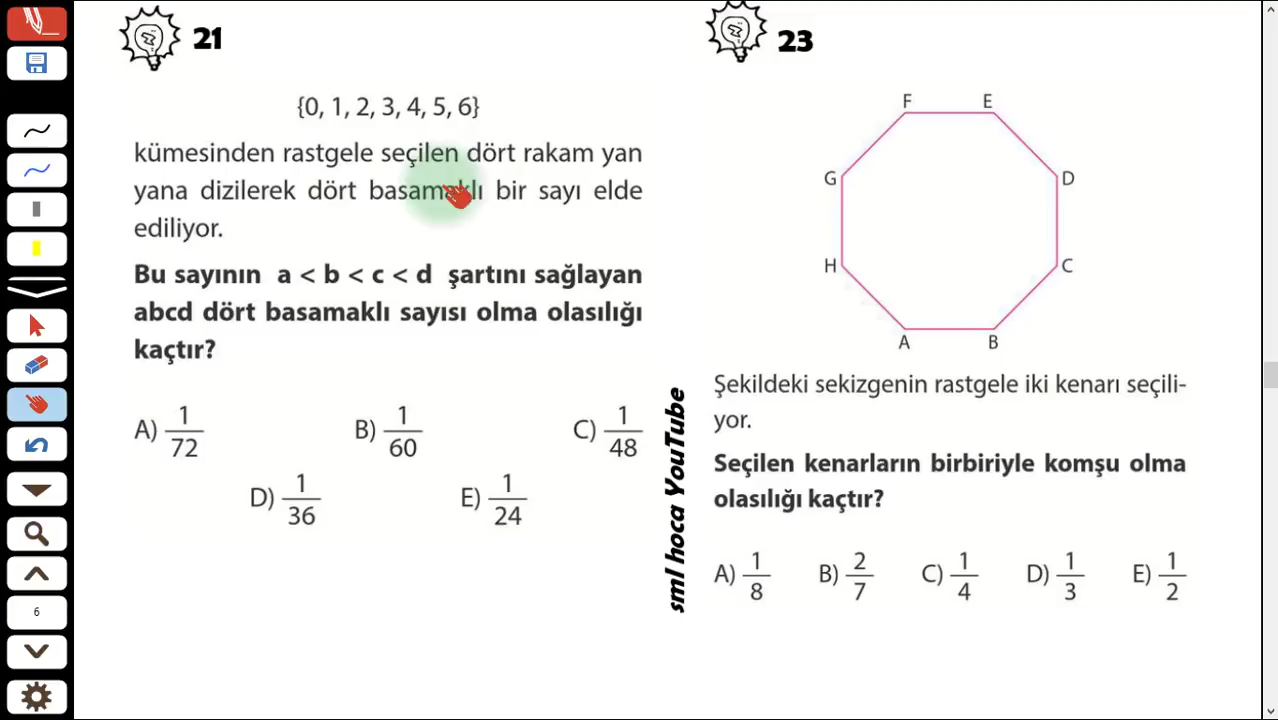 21
{0, 1, 2, 3, 4, 5, 6}
kümesinden rastgele seçilen dört rakam yan
yana dizilerek dört basamaklı bir sayı elde
ediliyor.
Bu sayının a < b < c < d şartını sağlayan
abcd dört basamaklı sayısı olma olasılığı
kaçtır?
A) 1/72 B) 1/60 C) 1/48
D) 1/36 E) 1/24
sml hoca YouTube
23
F E
G D
H C
A B
Şekildeki sekizgenin rastgele iki kenarı seçili-
yor.
Seçilen kenarların birbiriyle komşu olma
olasılığı kaçtır?
A) 1/8 B) 2/7 C) 1/4 D) 1/3 E) 1/2
6